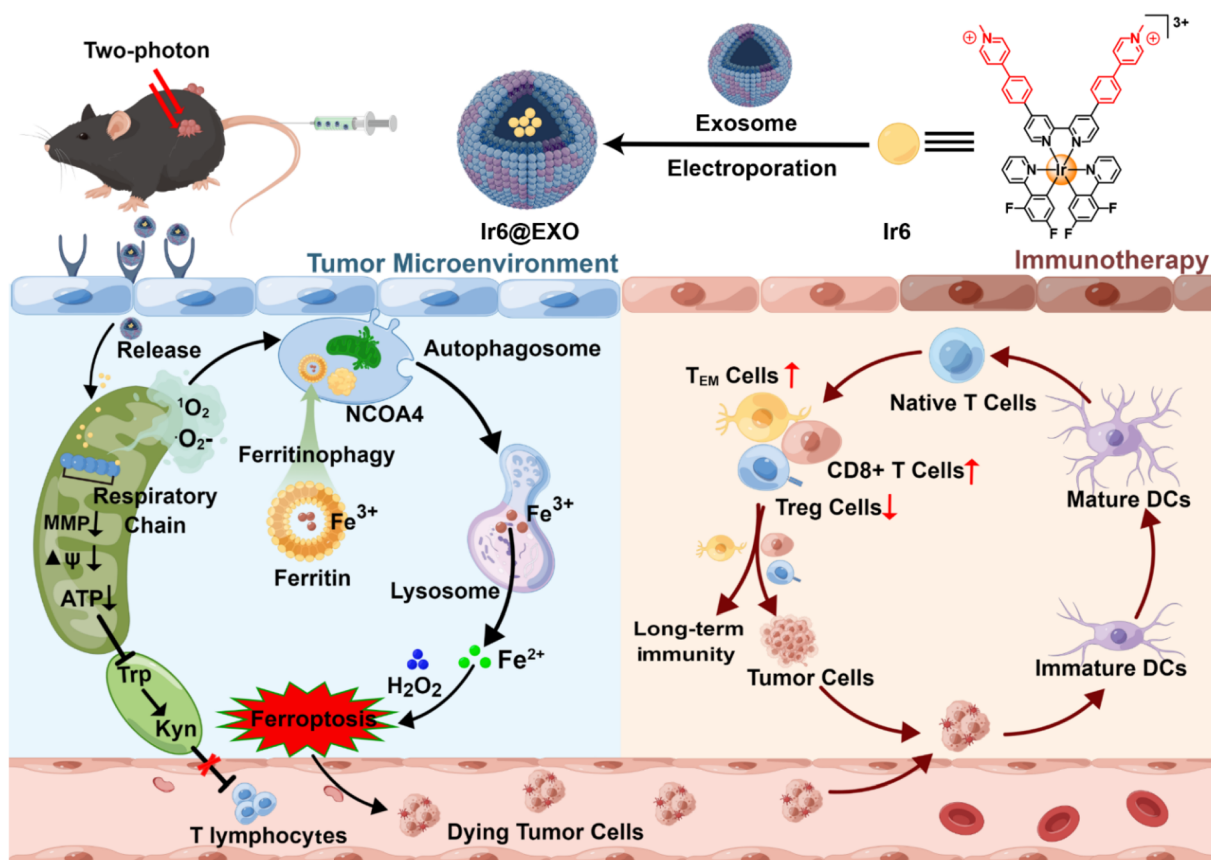 Two-photon
Exosome
Electroporation
Ir6@EXO
Ir6
N
⊕
N
⊕
3+
N
N
N
Ir
N
F
F
F
F
Tumor Microenvironment
Immunotherapy
Release
¹O₂
·O₂-
Respiratory
Chain
MMP↓
▲Ψ↓
ATP↓
Trp
Kyn
T lymphocytes
Autophagosome
NCOA4
Ferritinophagy
Fe³⁺
Ferritin
Fe³⁺
Lysosome
Fe²⁺
H₂O₂
Ferroptosis
Dying Tumor Cells
T_EM Cells ↑
Native T Cells
CD8+ T Cells↑
Treg Cells↓
Mature DCs
Long-term
immunity
Tumor Cells
Immature DCs